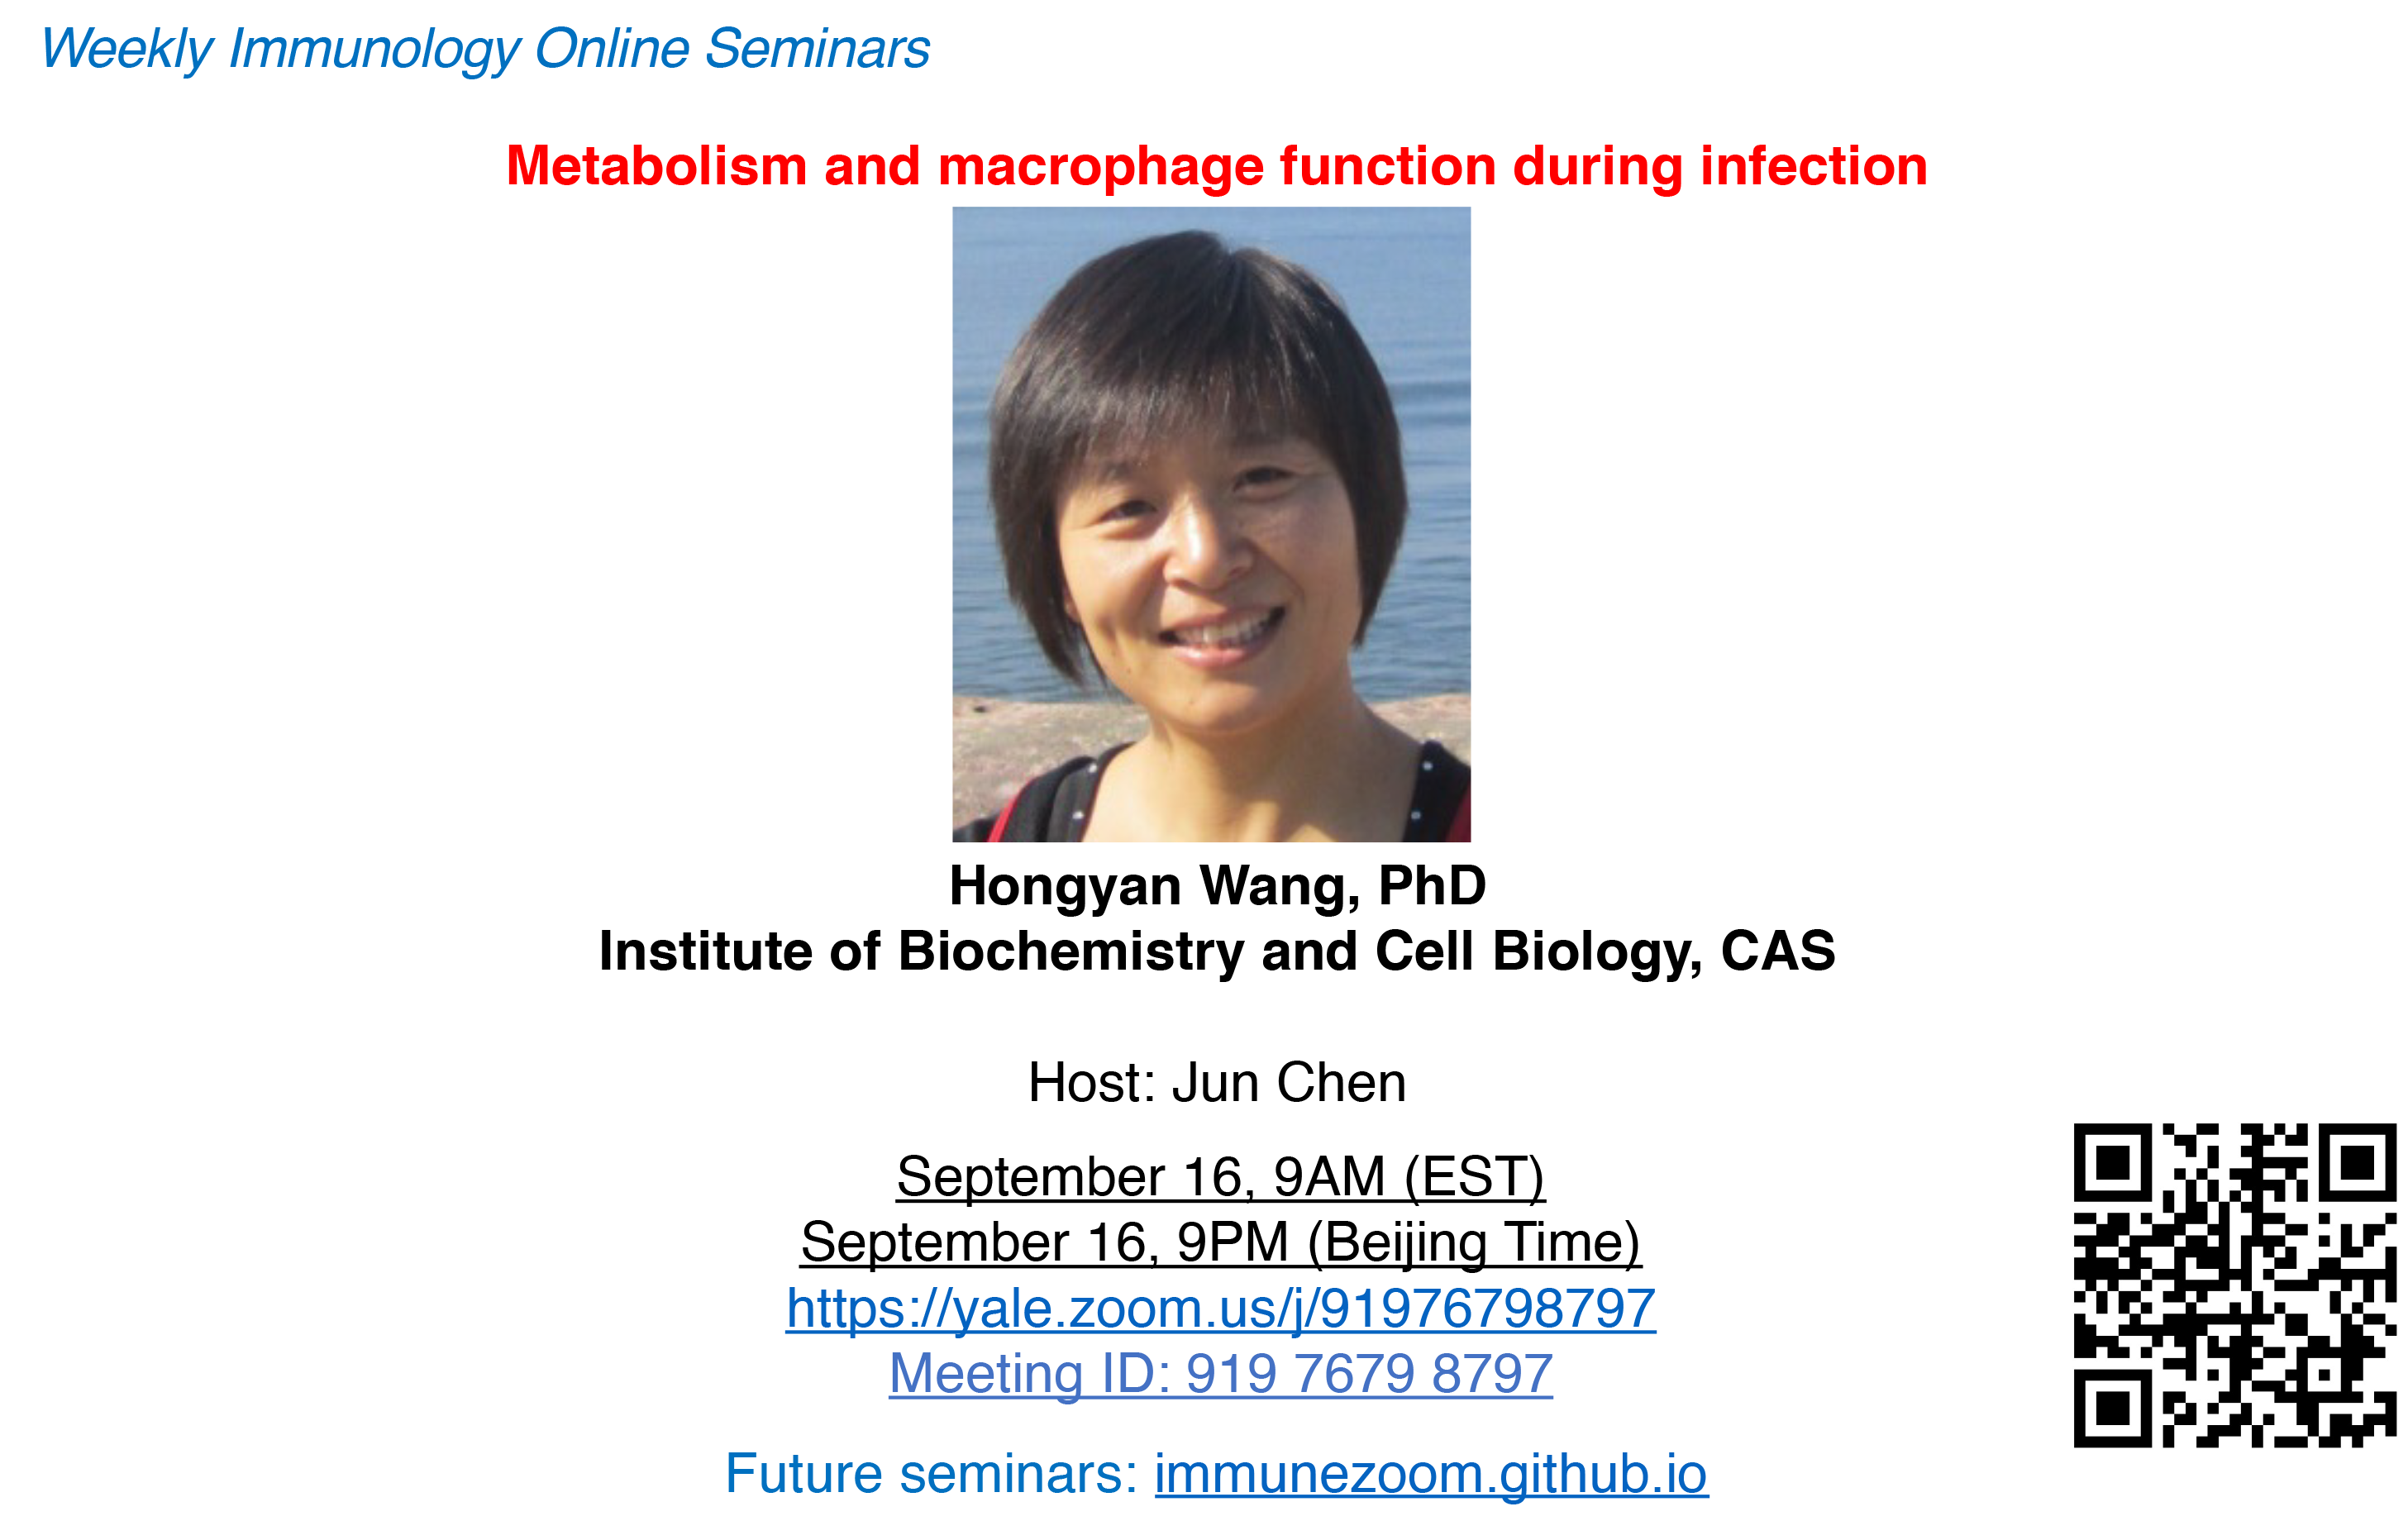 Weekly Immunology Online Seminars
Metabolism and macrophage function during infection
Hongyan Wang, PhD
Institute of Biochemistry and Cell Biology, CAS
Host: Jun Chen
September 16, 9AM (EST)
September 16, 9PM (Beijing Time)
https://yale.zoom.us/j/91976798797
Meeting ID: 919 7679 8797
Future seminars: immunezoom.github.io